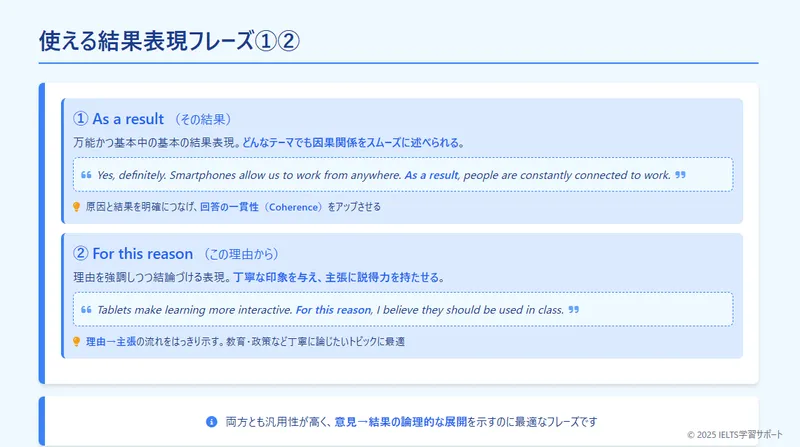 使える結果表現フレーズ①②
① As a result （その結果）
万能かつ基本中の基本の結果表現。どんなテーマでも因果関係をスムーズに述べられる。
❝ Yes, definitely. Smartphones allow us to work from anywhere. As a result, people are constantly connected to work. ❞
原因と結果を明確につなげ、回答の一貫性（Coherence）をアップさせる
② For this reason （この理由から）
理由を強調しつつ結論づける表現。丁寧な印象を与え、主張に説得力を持たせる。
❝ Tablets make learning more interactive. For this reason, I believe they should be used in class. ❞
理由→主張の流れをはっきり示す。教育・政策など丁寧に論じたいトピックに最適
両方とも汎用性が高く、意見→結果の論理的な展開を示すのに最適なフレーズです
© 2025 IELTS学習サポート